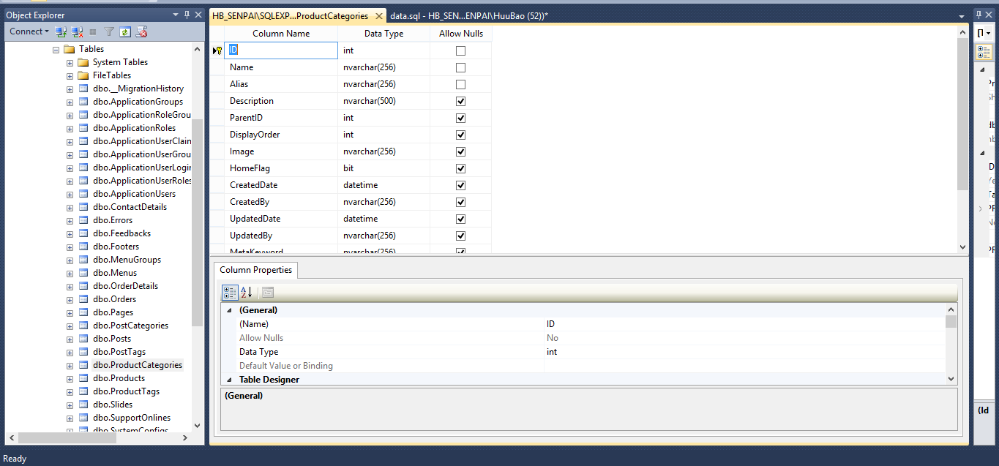 Object Explorer
Connect
Tables
System Tables
FileTables
dbo.__MigrationHistory
dbo.ApplicationGroups
dbo.ApplicationRoleGrou
dbo.ApplicationRoles
dbo.ApplicationUserClain
dbo.ApplicationUserGrou
dbo.ApplicationUserLogin
dbo.ApplicationUserRoles
dbo.ApplicationUsers
dbo.ContactDetails
dbo.Errors
dbo.Feedbacks
dbo.Footers
dbo.MenuGroups
dbo.Menus
dbo.OrderDetails
dbo.Orders
dbo.Pages
dbo.PostCategories
dbo.Posts
dbo.PostTags
dbo.ProductCategories
dbo.Products
dbo.ProductTags
dbo.Slides
dbo.SupportOnlines
dbo.SystemConfigs
HB_SENPAI\SQLEXP...ProductCategories
data.sql - HB_SEN...ENPAI\HuuBao (52))*
Column Name Data Type Allow Nulls
ID int
Name nvarchar(256)
Alias nvarchar(256)
Description nvarchar(500)
ParentID int
DisplayOrder int
Image nvarchar(256)
HomeFlag bit
CreatedDate datetime
CreatedBy nvarchar(256)
UpdatedDate datetime
UpdatedBy nvarchar(256)
MetaKeyword nvarchar(256)
Column Properties
(General)
(Name) ID
Allow Nulls No
Data Type int
Default Value or Binding
Table Designer
(General)
(Id
Ready